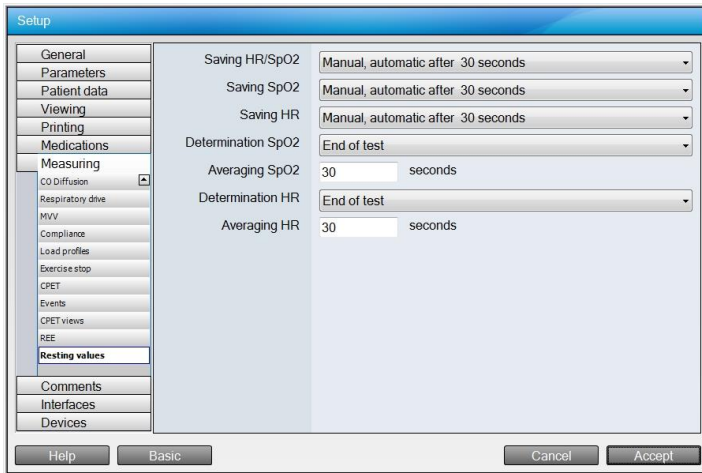 Setup
General
Parameters
Patient data
Viewing
Printing
Medications
Measuring
CO Diffusion
Respiratory drive
MVV
Compliance
Load profiles
Exercise stop
CPET
Events
CPET views
REE
Resting values
Comments
Interfaces
Devices
Saving HR/SpO2 Manual, automatic after 30 seconds
Saving SpO2 Manual, automatic after 30 seconds
Saving HR Manual, automatic after 30 seconds
Determination SpO2 End of test
Averaging SpO2 30 seconds
Determination HR End of test
Averaging HR 30 seconds
Help Basic Cancel Accept